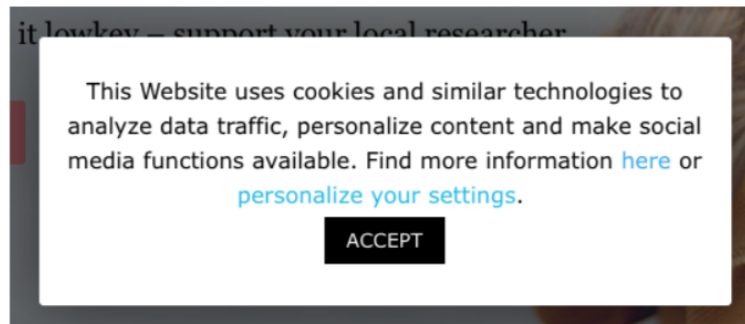 it lowkey – support your local researcher
This Website uses cookies and similar technologies to
analyze data traffic, personalize content and make social
media functions available. Find more information here or
personalize your settings.
ACCEPT